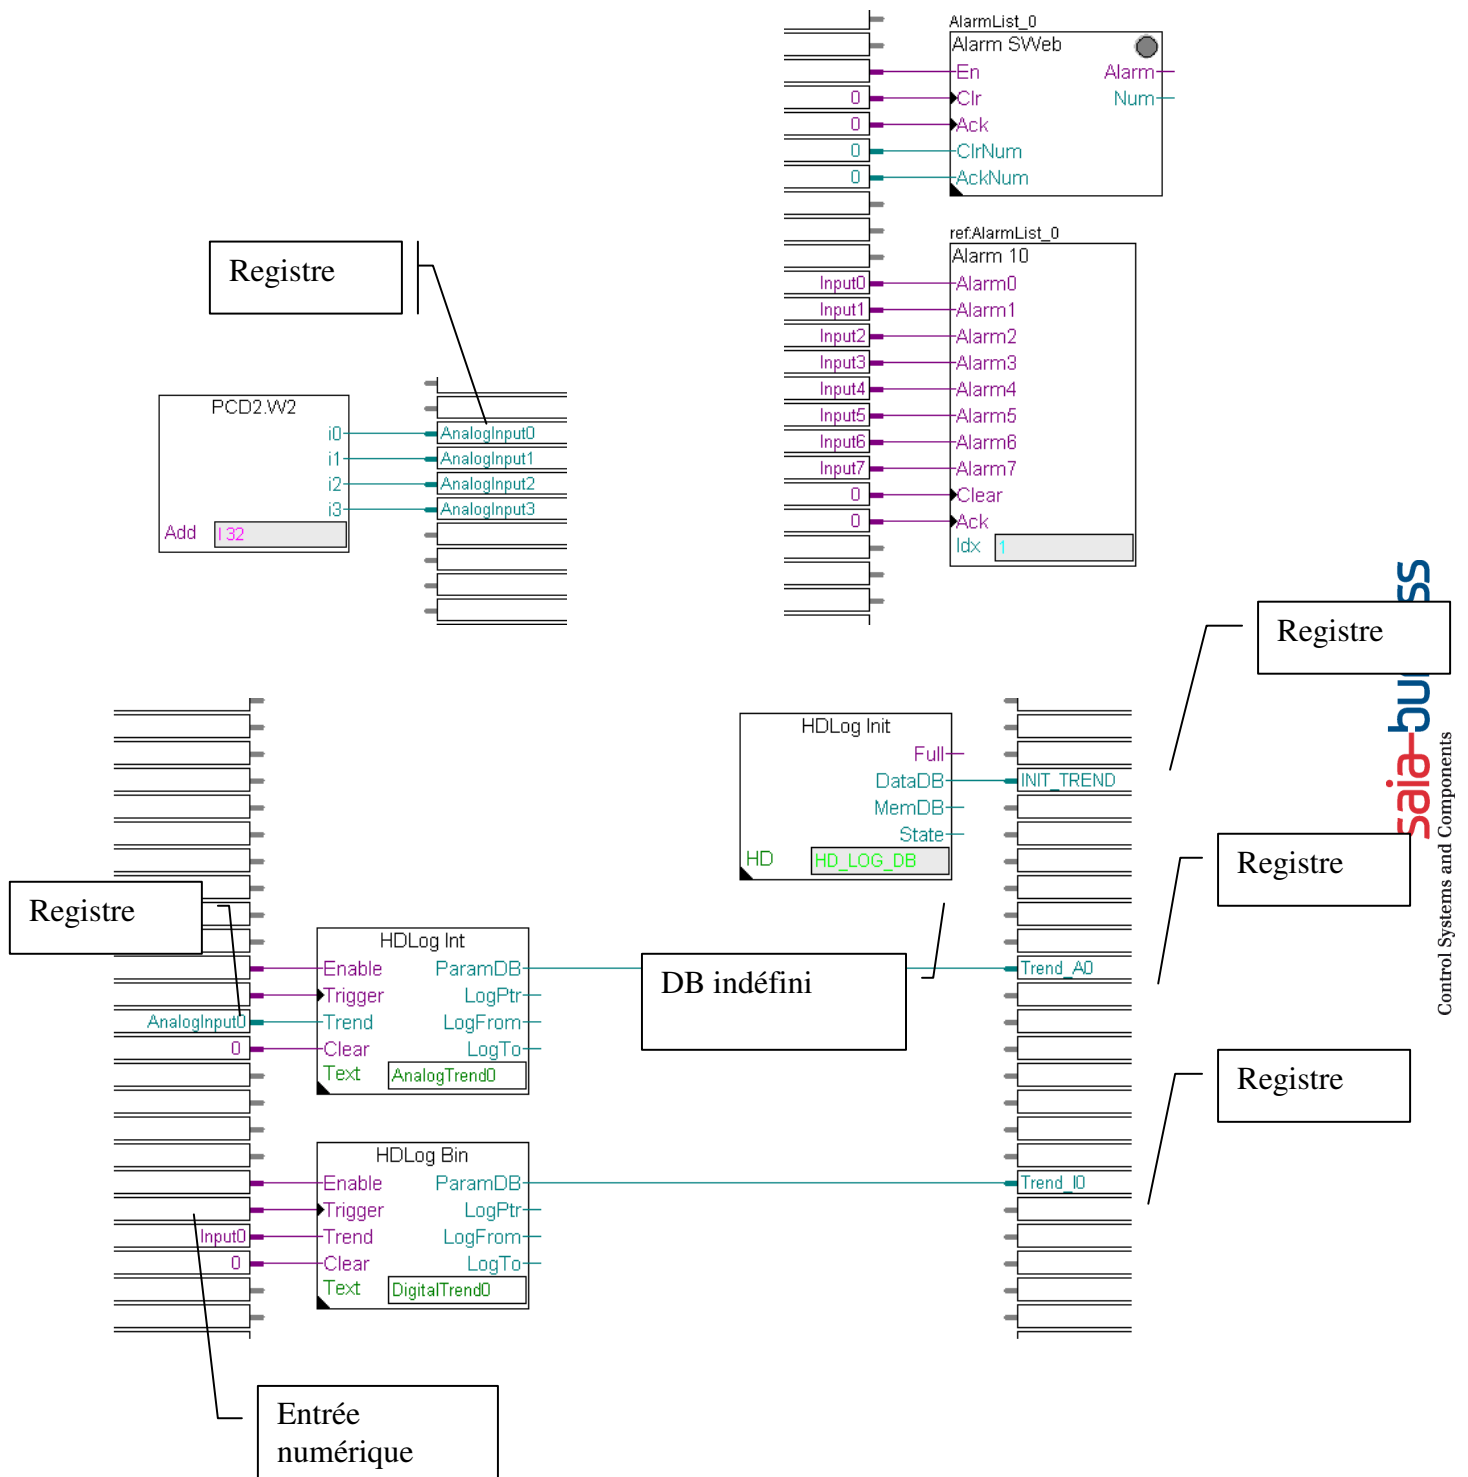 AlarmList_0
Alarm SWeb
En
Alarm
0
Clr
Num
0
Ack
0
ClrNum
0
AckNum
ref:AlarmList_0
Alarm 10
Input0
Alarm0
Input1
Alarm1
Input2
Alarm2
Input3
Alarm3
Input4
Alarm4
Input5
Alarm5
Input6
Alarm6
Input7
Alarm7
0
Clear
0
Ack
Idx
1
Registre
PCD2.W2
i0
AnalogInput0
i1
AnalogInput1
i2
AnalogInput2
i3
AnalogInput3
Add
I 32
Registre
Control Systems and Components
HDLog Init
Full
DataDB
INIT_TREND
MemDB
State
HD
HD_LOG_DB
Registre
Registre
DB indéfini
HDLog Int
Enable
ParamDB
Trend_A0
Trigger
LogPtr
AnalogInput0
Trend
LogFrom
0
Clear
LogTo
Text
AnalogTrend0
Registre
HDLog Bin
Enable
ParamDB
Trend_I0
Trigger
LogPtr
Input0
Trend
LogFrom
0
Clear
LogTo
Text
DigitalTrend0
Entrée
numérique